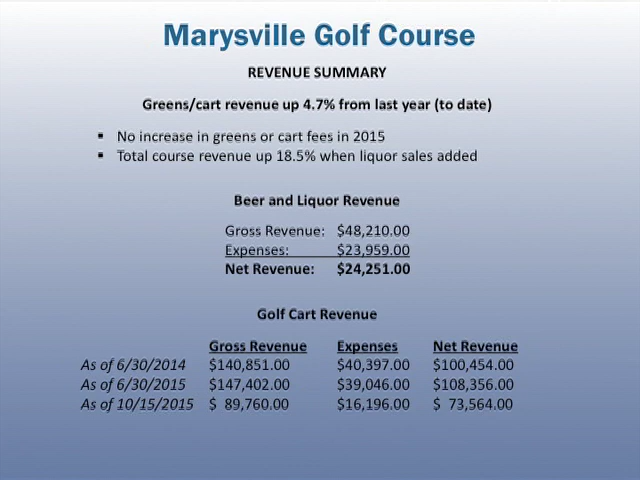 Marysville Golf Course
REVENUE SUMMARY
Greens/cart revenue up 4.7% from last year (to date)
▪ No increase in greens or cart fees in 2015
▪ Total course revenue up 18.5% when liquor sales added
Beer and Liquor Revenue
Gross Revenue: $48,210.00
Expenses: $23,959.00
Net Revenue: $24,251.00
Golf Cart Revenue
Gross Revenue Expenses Net Revenue
As of 6/30/2014 $140,851.00 $40,397.00 $100,454.00
As of 6/30/2015 $147,402.00 $39,046.00 $108,356.00
As of 10/15/2015 $ 89,760.00 $16,196.00 $ 73,564.00